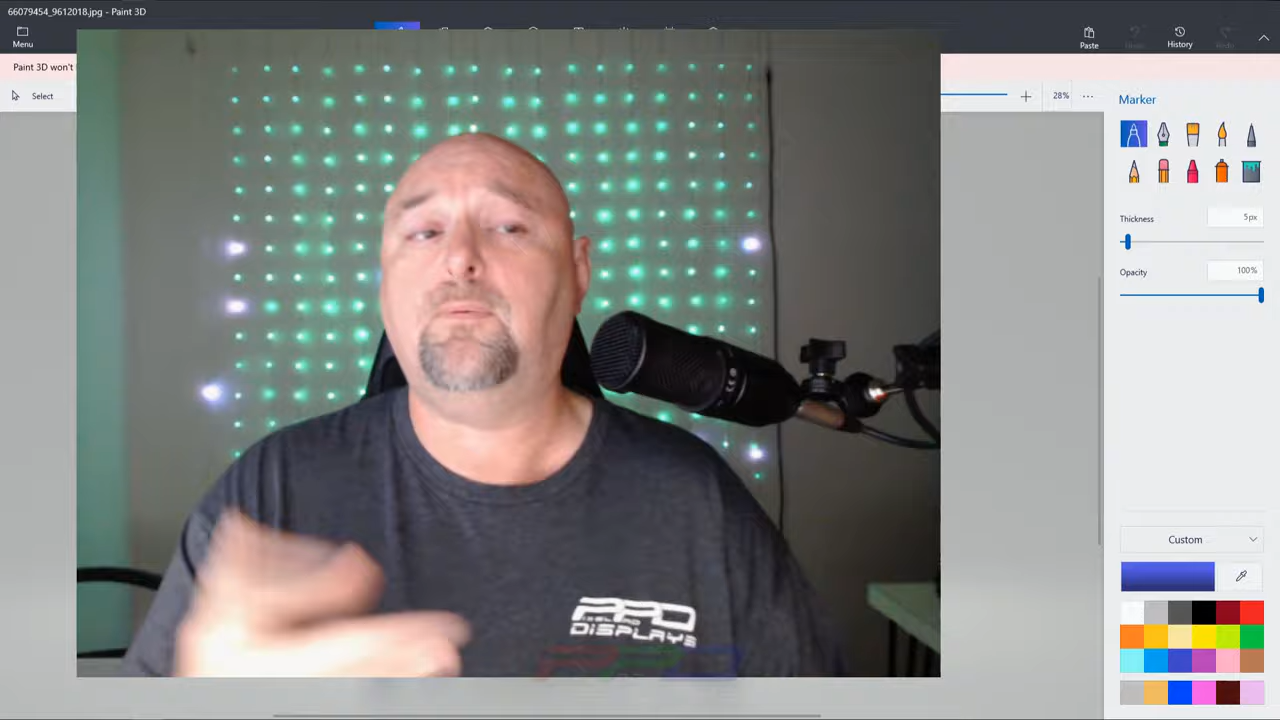 66079454_9612018.jpg - Paint 3D
Menu
Paste
History
Paint 3D won't
Select
28%
Marker
Thickness
5px
Opacity
100%
Custom
PPD
DISPLAYS